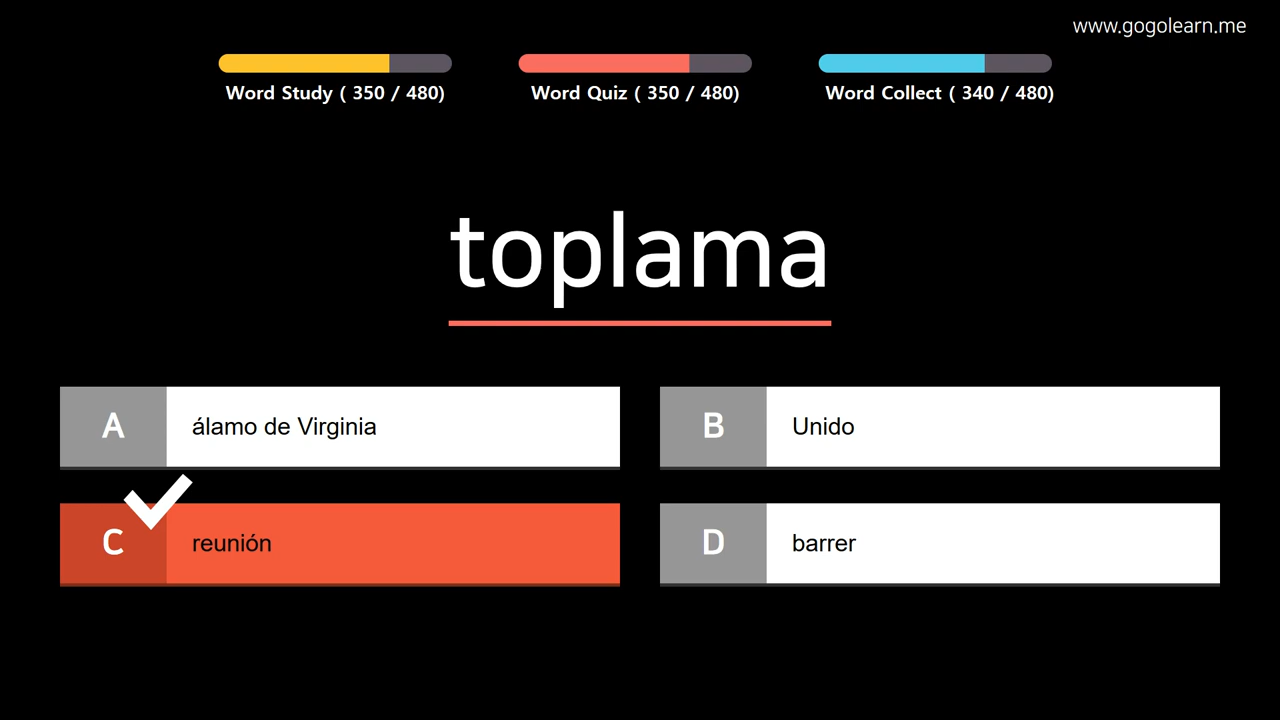 www.gogolearn.me
Word Study ( 350 / 480)
Word Quiz ( 350 / 480)
Word Collect ( 340 / 480)
toplama
A álamo de Virginia
B Unido
C reunión
D barrer